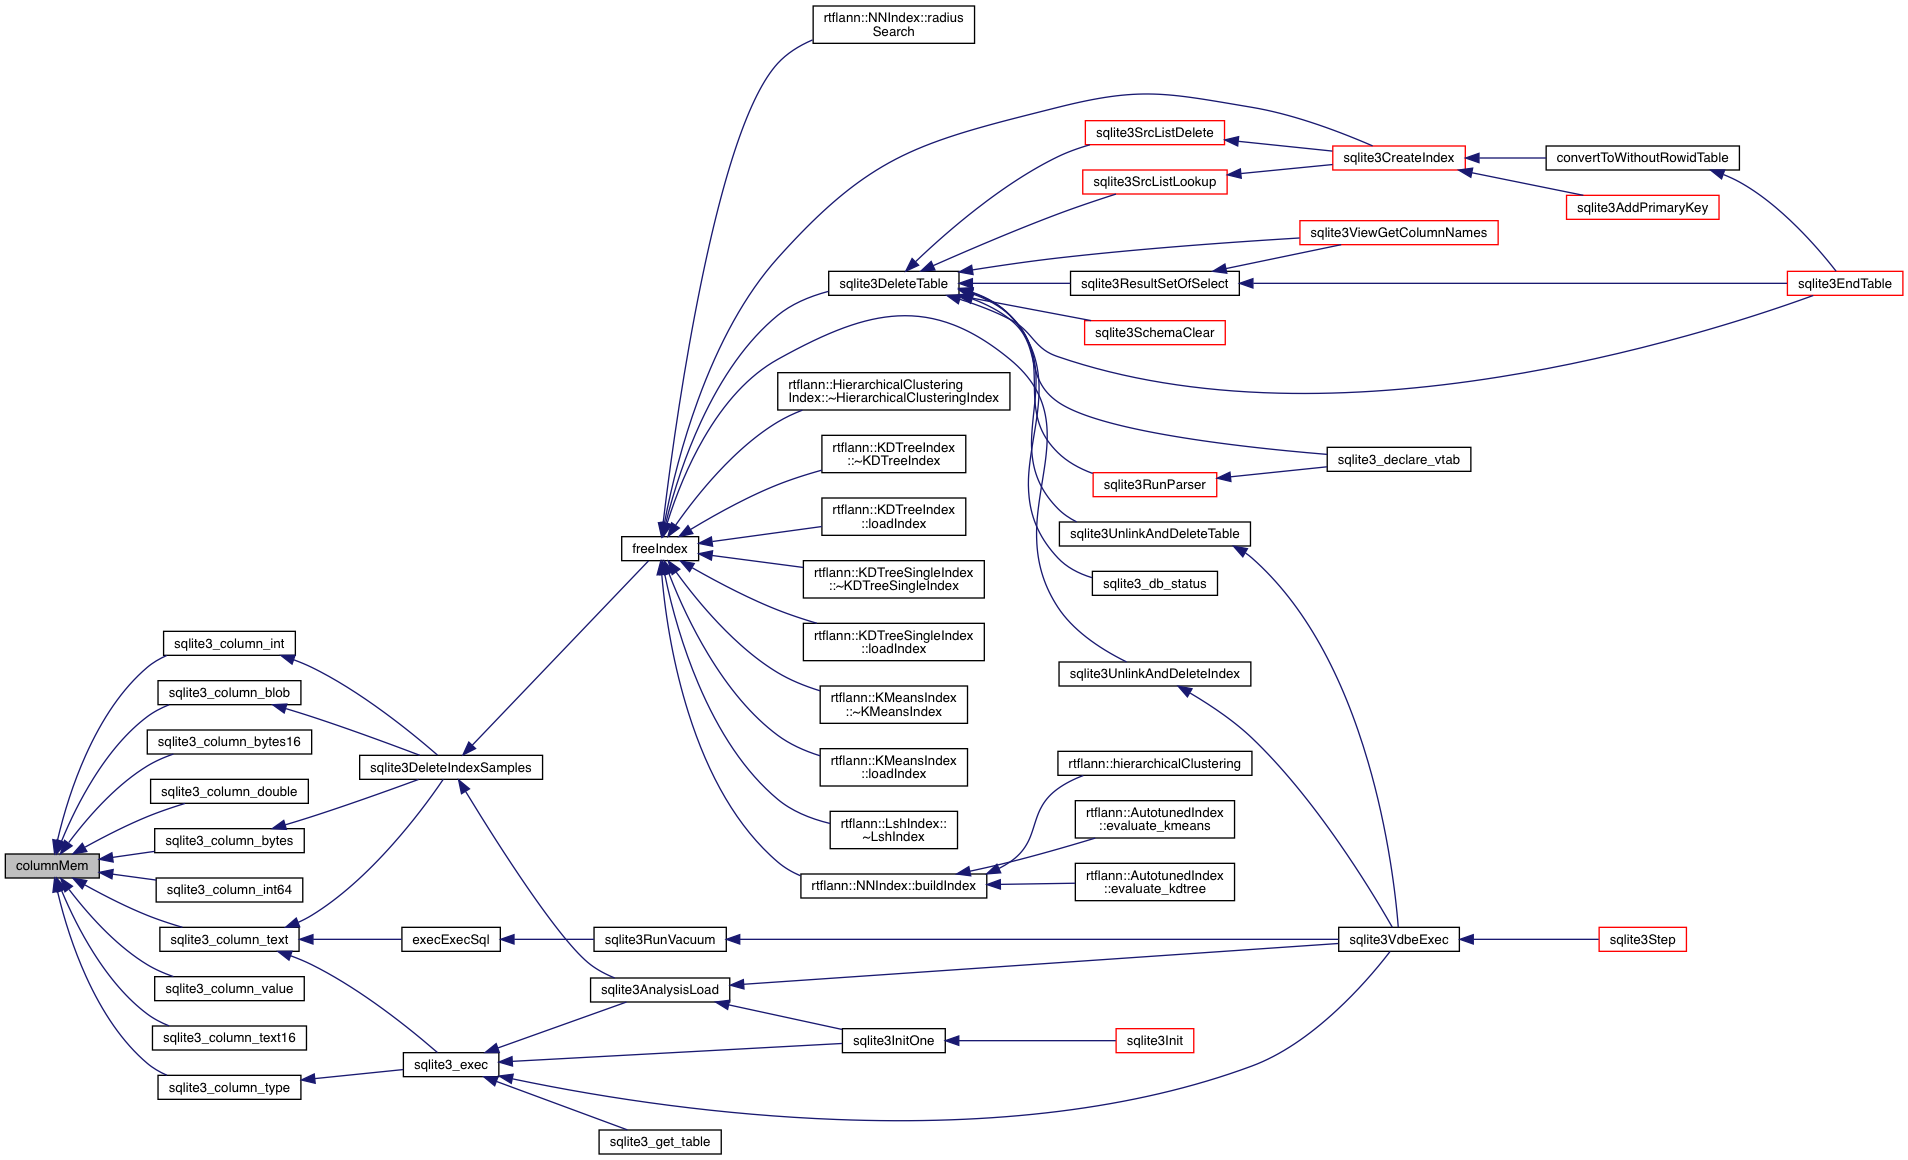 rtflann::NNIndex::radius
Search
sqlite3SrcListDelete
sqlite3CreateIndex
convertToWithoutRowidTable
sqlite3SrcListLookup
sqlite3AddPrimaryKey
sqlite3ViewGetColumnNames
sqlite3DeleteTable
sqlite3ResultSetOfSelect
sqlite3EndTable
sqlite3SchemaClear
rtflann::HierarchicalClustering
Index::~HierarchicalClusteringIndex
rtflann::KDTreeIndex
::~KDTreeIndex
sqlite3_declare_vtab
sqlite3RunParser
rtflann::KDTreeIndex
::loadIndex
sqlite3UnlinkAndDeleteTable
freeIndex
rtflann::KDTreeSingleIndex
::~KDTreeSingleIndex
sqlite3_db_status
rtflann::KDTreeSingleIndex
::loadIndex
sqlite3_column_int
sqlite3UnlinkAndDeleteIndex
sqlite3_column_blob
rtflann::KMeansIndex
::~KMeansIndex
sqlite3_column_bytes16
sqlite3DeleteIndexSamples
rtflann::KMeansIndex
::loadIndex
rtflann::hierarchicalClustering
sqlite3_column_double
rtflann::AutotunedIndex
::evaluate_kmeans
sqlite3_column_bytes
rtflann::LshIndex::
~LshIndex
columnMem
sqlite3_column_int64
rtflann::NNIndex::buildIndex
rtflann::AutotunedIndex
::evaluate_kdtree
sqlite3_column_text
execExecSql
sqlite3RunVacuum
sqlite3VdbeExec
sqlite3Step
sqlite3_column_value
sqlite3AnalysisLoad
sqlite3_column_text16
sqlite3InitOne
sqlite3Init
sqlite3_exec
sqlite3_column_type
sqlite3_get_table